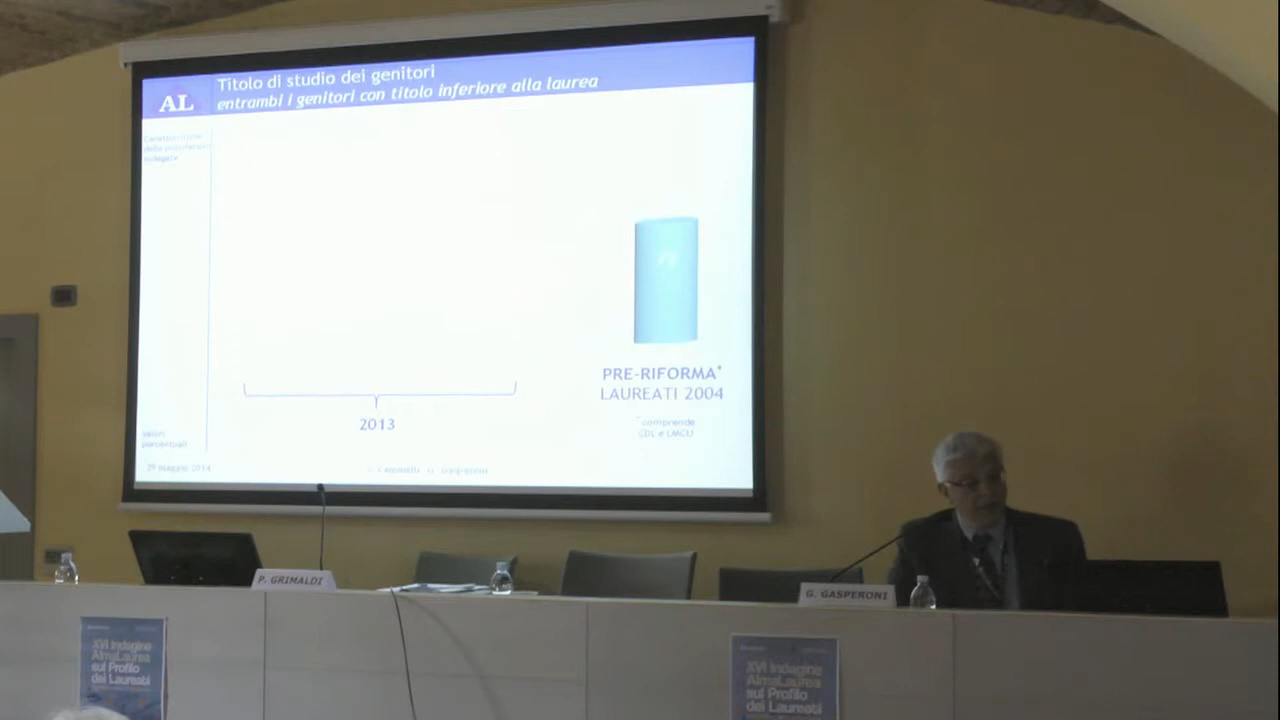 AL
Titolo di studio dei genitori
entrambi i genitori con titolo inferiore alla laurea
PRE-RIFORMA*
LAUREATI 2004
*comprende
CDL e LMCU
2013
valori
percentuali
29 maggio 2014
P. GRIMALDI
G. GASPERONI
XVI Indagine
AlmaLaurea
sul Profilo
dei Laureati
XVI Indagine
AlmaLaurea
sul Profilo
dei Laureati